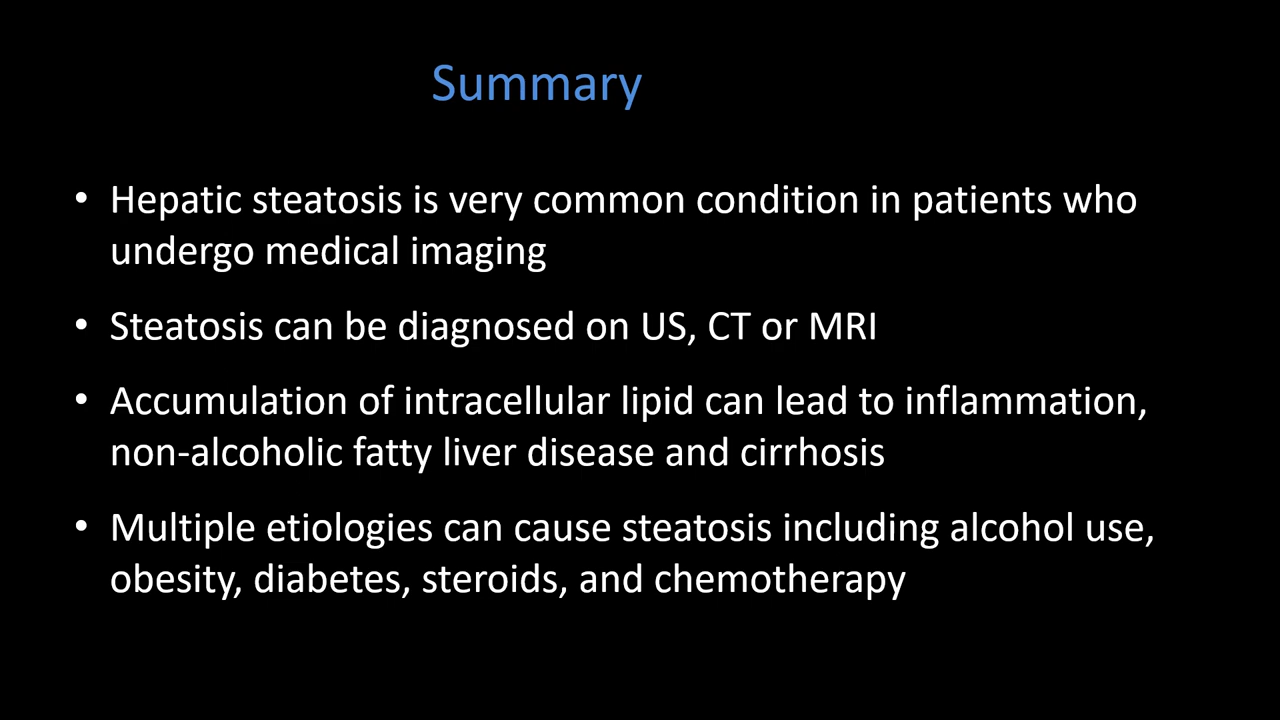 Summary
• Hepatic steatosis is very common condition in patients who
undergo medical imaging
• Steatosis can be diagnosed on US, CT or MRI
• Accumulation of intracellular lipid can lead to inflammation,
non-alcoholic fatty liver disease and cirrhosis
• Multiple etiologies can cause steatosis including alcohol use,
obesity, diabetes, steroids, and chemotherapy